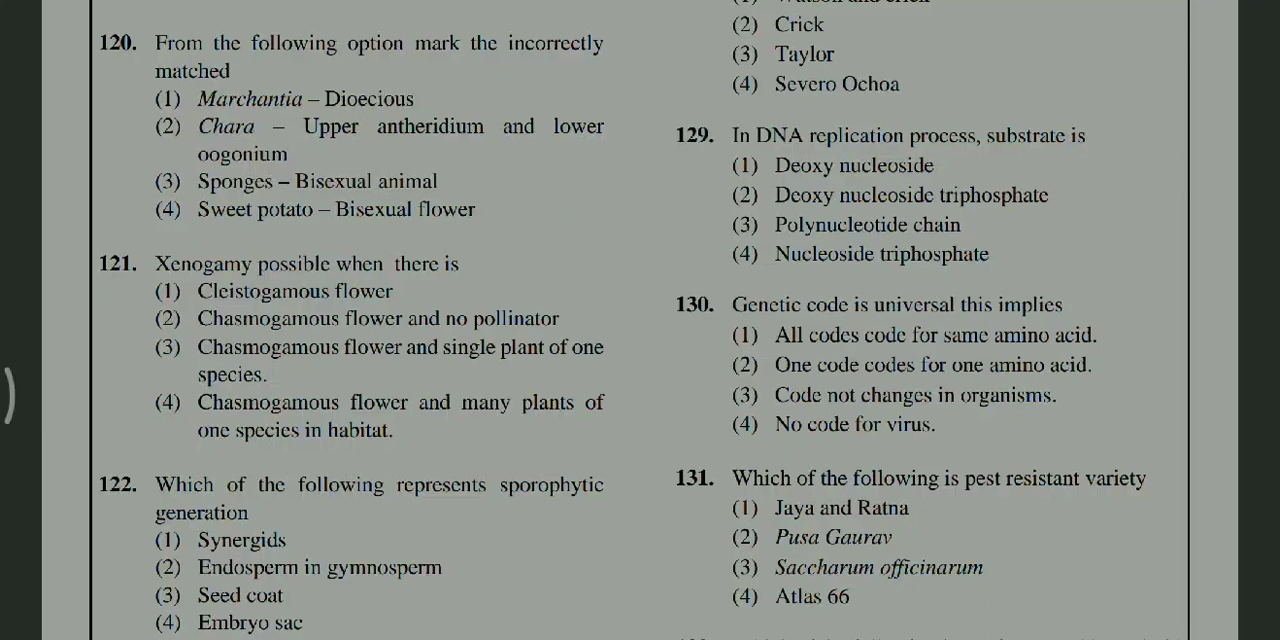 120. From the following option mark the incorrectly
matched
(1) Marchantia – Dioecious
(2) Chara – Upper antheridium and lower
oogonium
(3) Sponges – Bisexual animal
(4) Sweet potato – Bisexual flower
121. Xenogamy possible when there is
(1) Cleistogamous flower
(2) Chasmogamous flower and no pollinator
(3) Chasmogamous flower and single plant of one
species.
(4) Chasmogamous flower and many plants of
one species in habitat.
122. Which of the following represents sporophytic
generation
(1) Synergids
(2) Endosperm in gymnosperm
(3) Seed coat
(4) Embryo sac
(2) Crick
(3) Taylor
(4) Severo Ochoa
129. In DNA replication process, substrate is
(1) Deoxy nucleoside
(2) Deoxy nucleoside triphosphate
(3) Polynucleotide chain
(4) Nucleoside triphosphate
130. Genetic code is universal this implies
(1) All codes code for same amino acid.
(2) One code codes for one amino acid.
(3) Code not changes in organisms.
(4) No code for virus.
131. Which of the following is pest resistant variety
(1) Jaya and Ratna
(2) Pusa Gaurav
(3) Saccharum officinarum
(4) Atlas 66